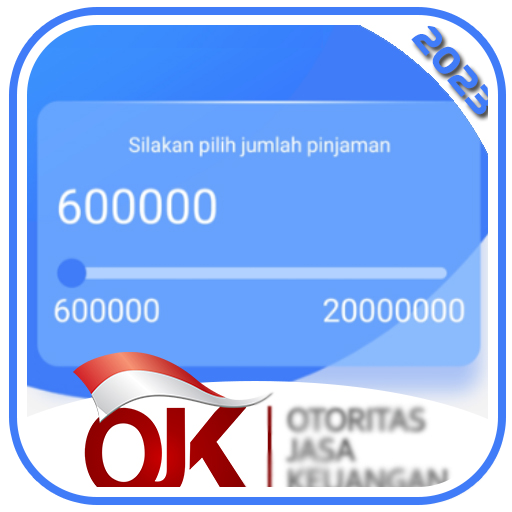 2023
Silakan pilih jumlah pinjaman
600000
600000 20000000
OJK
OTORITAS
JASA
KEUANGAN